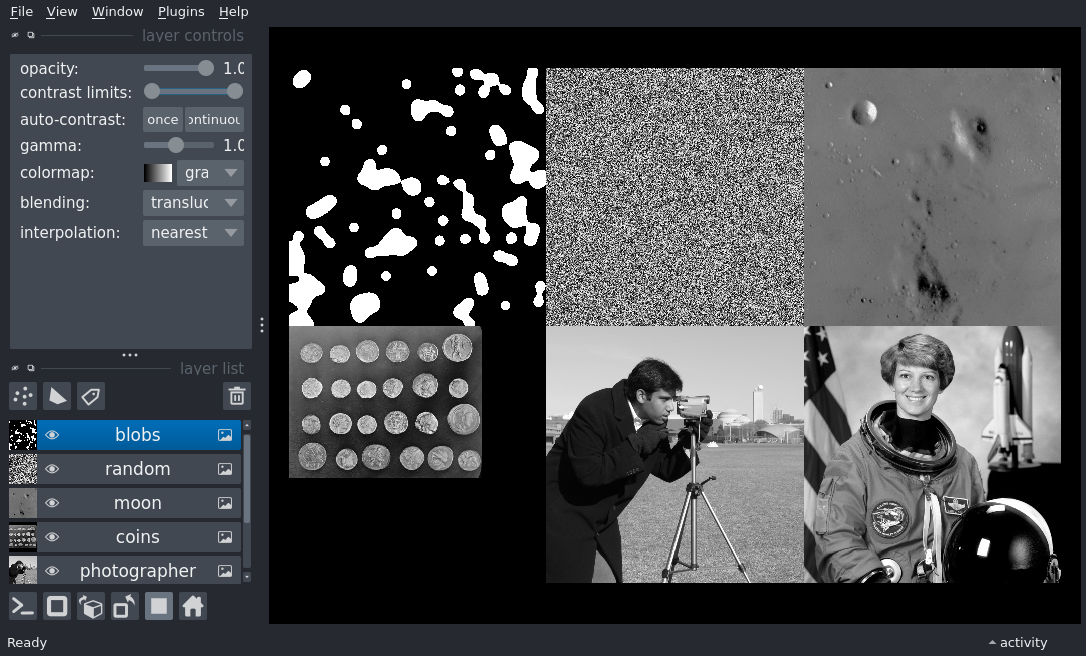 File View Window Plugins Help
layer controls
opacity: 1.0
contrast limits:
auto-contrast: once ontinuou
gamma: 1.0
colormap: gra
blending: transluc
interpolation: nearest
layer list
blobs
random
moon
coins
photographer
Ready
activity